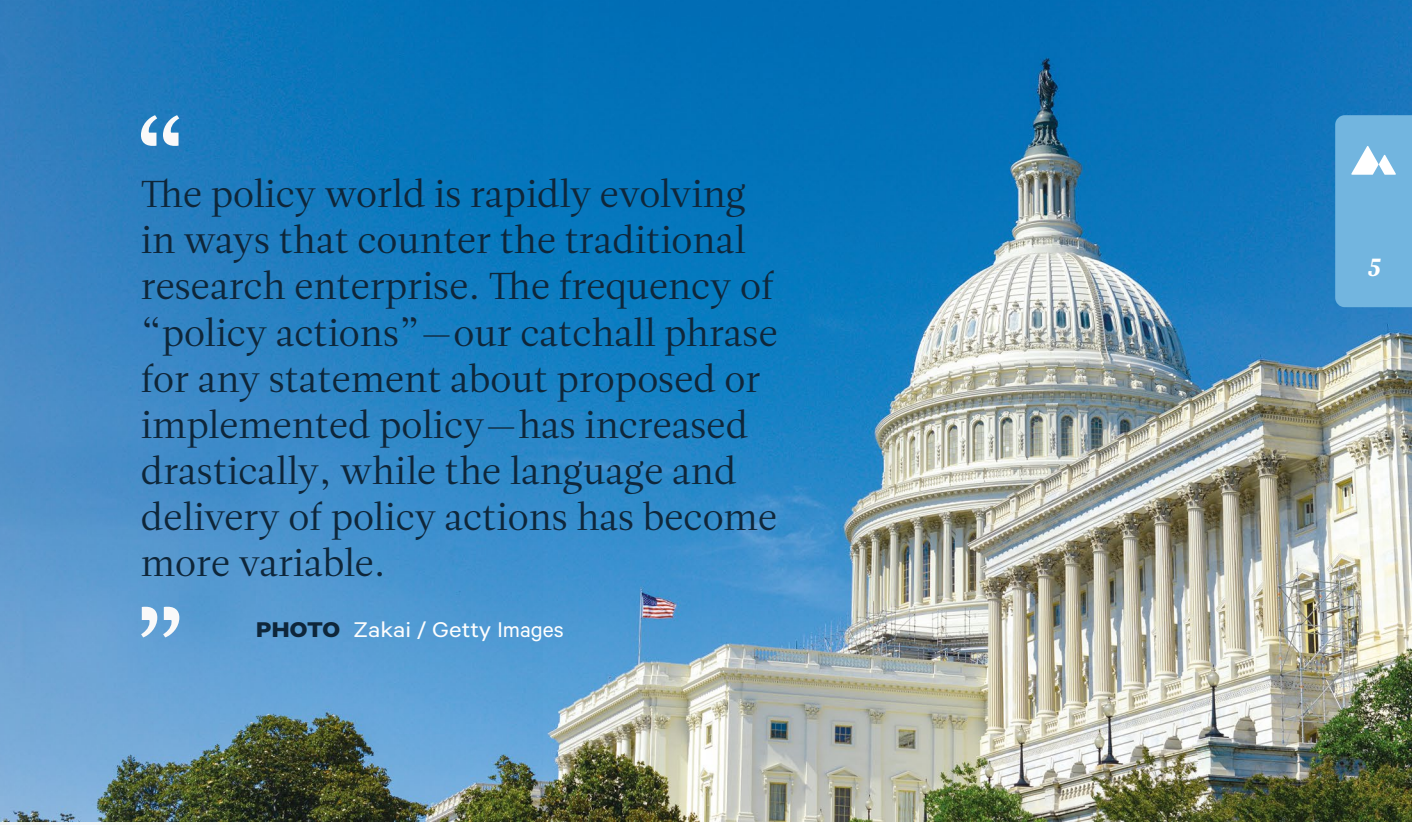 “
The policy world is rapidly evolving
in ways that counter the traditional
research enterprise. The frequency of
“policy actions”—our catchall phrase
for any statement about proposed or
implemented policy—has increased
drastically, while the language and
delivery of policy actions has become
more variable.
”
PHOTO Zakai / Getty Images
5